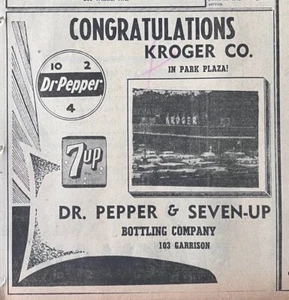 CONGRATULATIONS
KROGER CO.
IN PARK PLAZA!
10 2
Dr Pepper
4
KROGER
7up
DR. PEPPER & SEVEN-UP
BOTTLING COMPANY
103 GARRISON